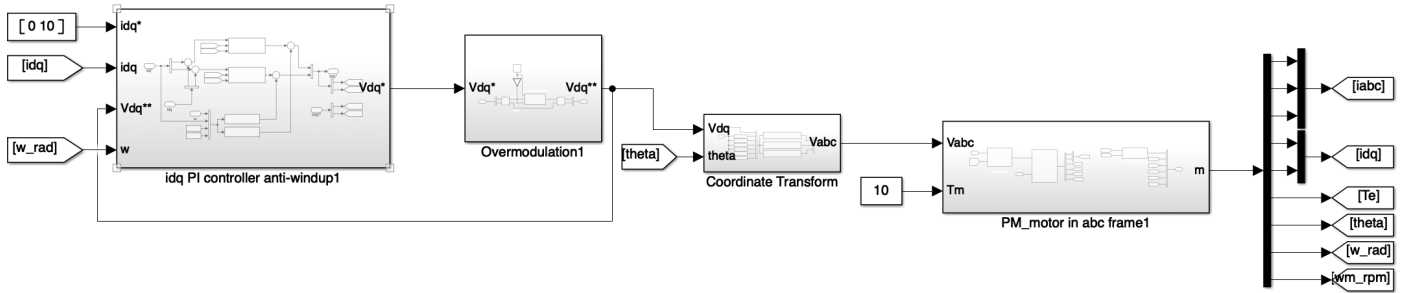 [ 0 10 ]
[idq]
[w_rad]
idq*
idq
Vdq**
w
Vdq*
idq PI controller anti-windup1
Vdq*
Vdq**
Overmodulation1
[theta]
Vdq
theta
Vabc
Coordinate Transform
10
Vabc
Tm
m
PM_motor in abc frame1
[iabc]
[idq]
[Te]
[theta]
[w_rad]
[wm_rpm]